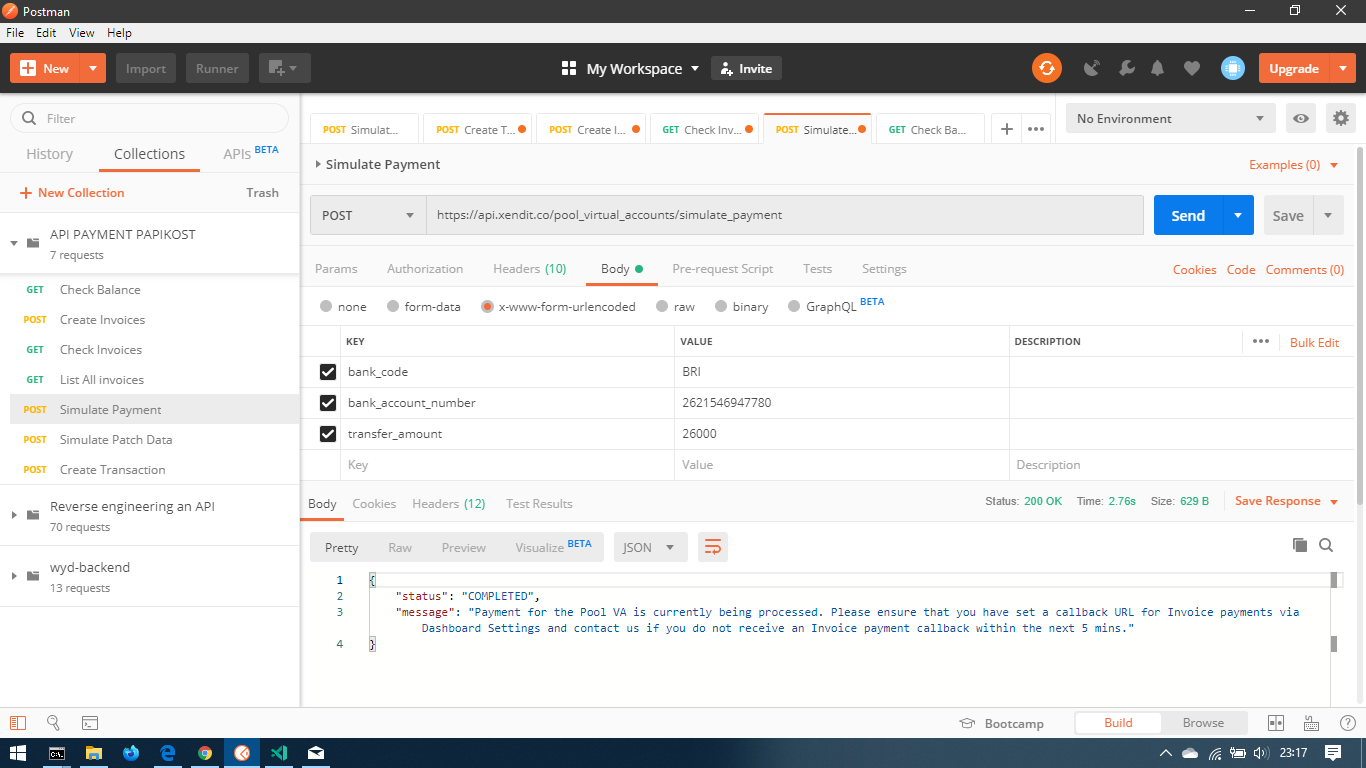 Postman
File Edit View Help
New Import Runner My Workspace Invite Upgrade
Filter
History Collections APIs BETA
New Collection Trash
API PAYMENT PAPIKOST
7 requests
GET Check Balance
POST Create Invoices
GET Check Invoices
GET List All invoices
POST Simulate Payment
POST Simulate Patch Data
POST Create Transaction
Reverse engineering an API
70 requests
wyd-backend
13 requests
POST Simulat... POST Create T... POST Create I... GET Check Inv... POST Simulate... GET Check Ba... No Environment
Simulate Payment Examples (0)
POST https://api.xendit.co/pool_virtual_accounts/simulate_payment Send Save
Params Authorization Headers (10) Body Pre-request Script Tests Settings Cookies Code Comments (0)
none form-data x-www-form-urlencoded raw binary GraphQL BETA
KEY VALUE DESCRIPTION Bulk Edit
bank_code BRI
bank_account_number 2621546947780
transfer_amount 26000
Key Value Description
Body Cookies Headers (12) Test Results Status: 200 OK Time: 2.76s Size: 629 B Save Response
Pretty Raw Preview Visualize BETA JSON
1 {
2 "status": "COMPLETED",
3 "message": "Payment for the Pool VA is currently being processed. Please ensure that you have set a callback URL for Invoice payments via
Dashboard Settings and contact us if you do not receive an Invoice payment callback within the next 5 mins."
4 }
Bootcamp Build Browse
23:17